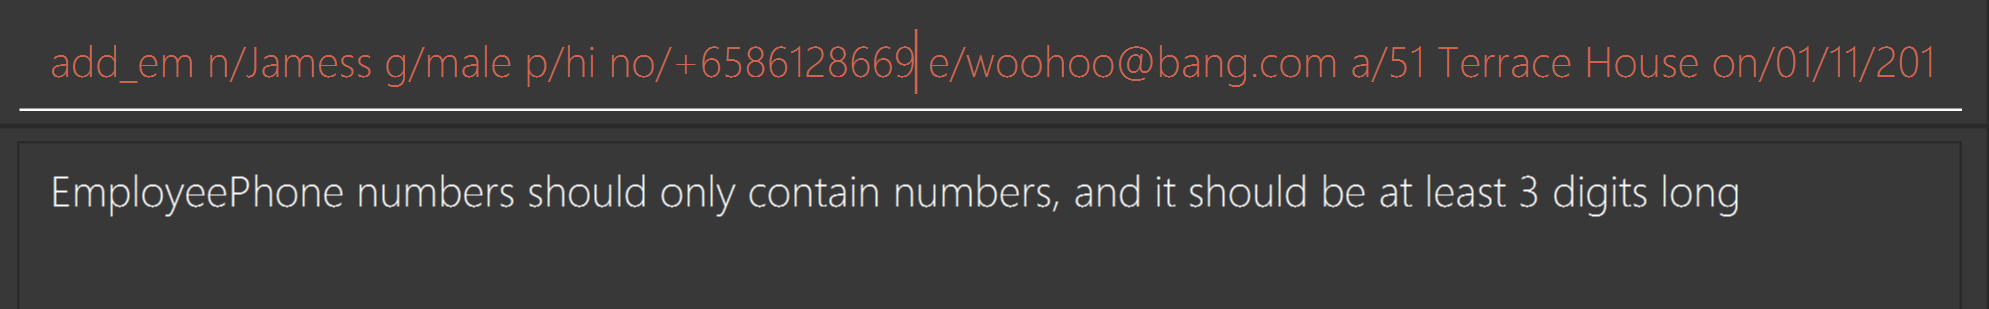 add_em n/Jamess g/male p/hi no/+6586128669 e/woohoo@bang.com a/51 Terrace House on/01/11/201
EmployeePhone numbers should only contain numbers, and it should be at least 3 digits long